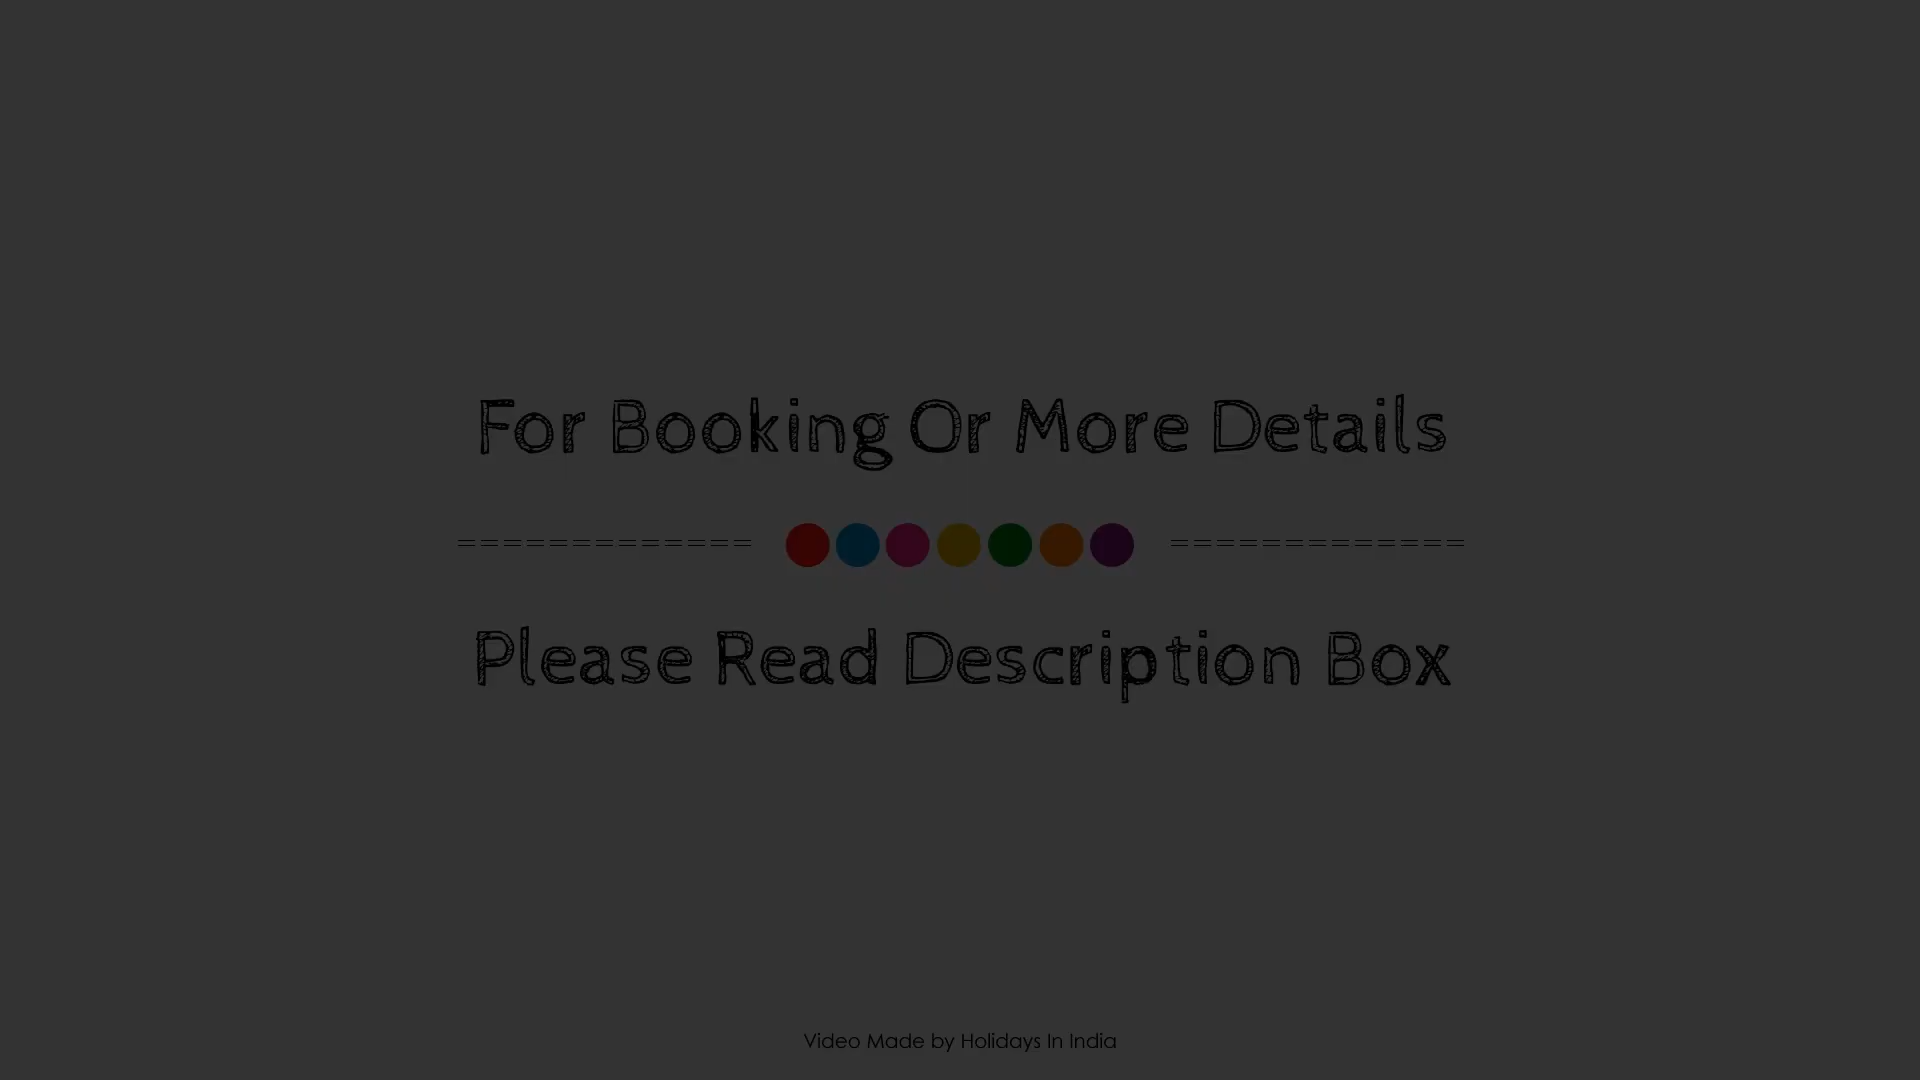 For Booking Or More Details
============= =============
Please Read Description Box
Video Made by Holidays In India